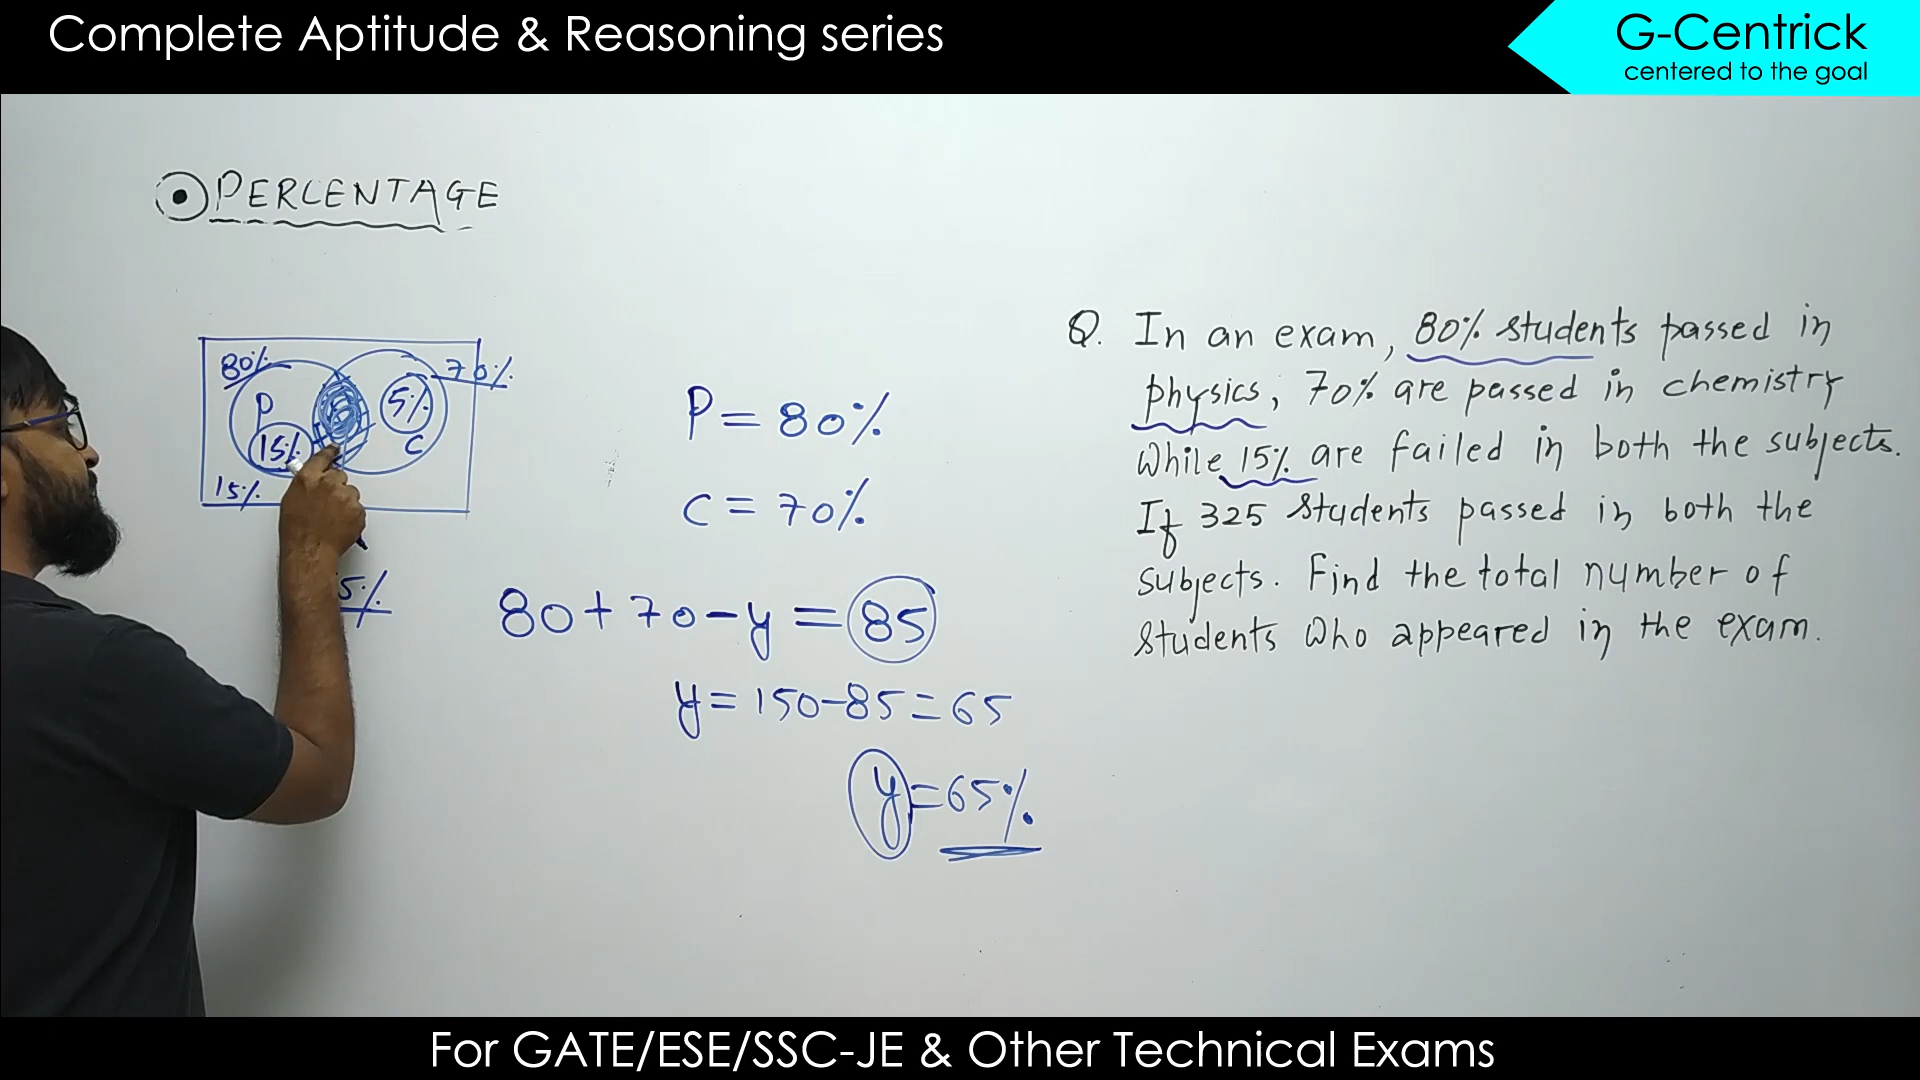 Complete Aptitude & Reasoning series
G-Centrick
centered to the goal
PERCENTAGE
80%
70%
P
5%
15%
C
15%
5%
P = 80%
C = 70%
80 + 70 - y = 85
y = 150 - 85 = 65
y = 65%
Q. In an exam, 80% students passed in
physics, 70% are passed in chemistry
While 15% are failed in both the subjects.
If 325 students passed in both the
subjects. Find the total number of
students who appeared in the exam.
For GATE/ESE/SSC-JE & Other Technical Exams